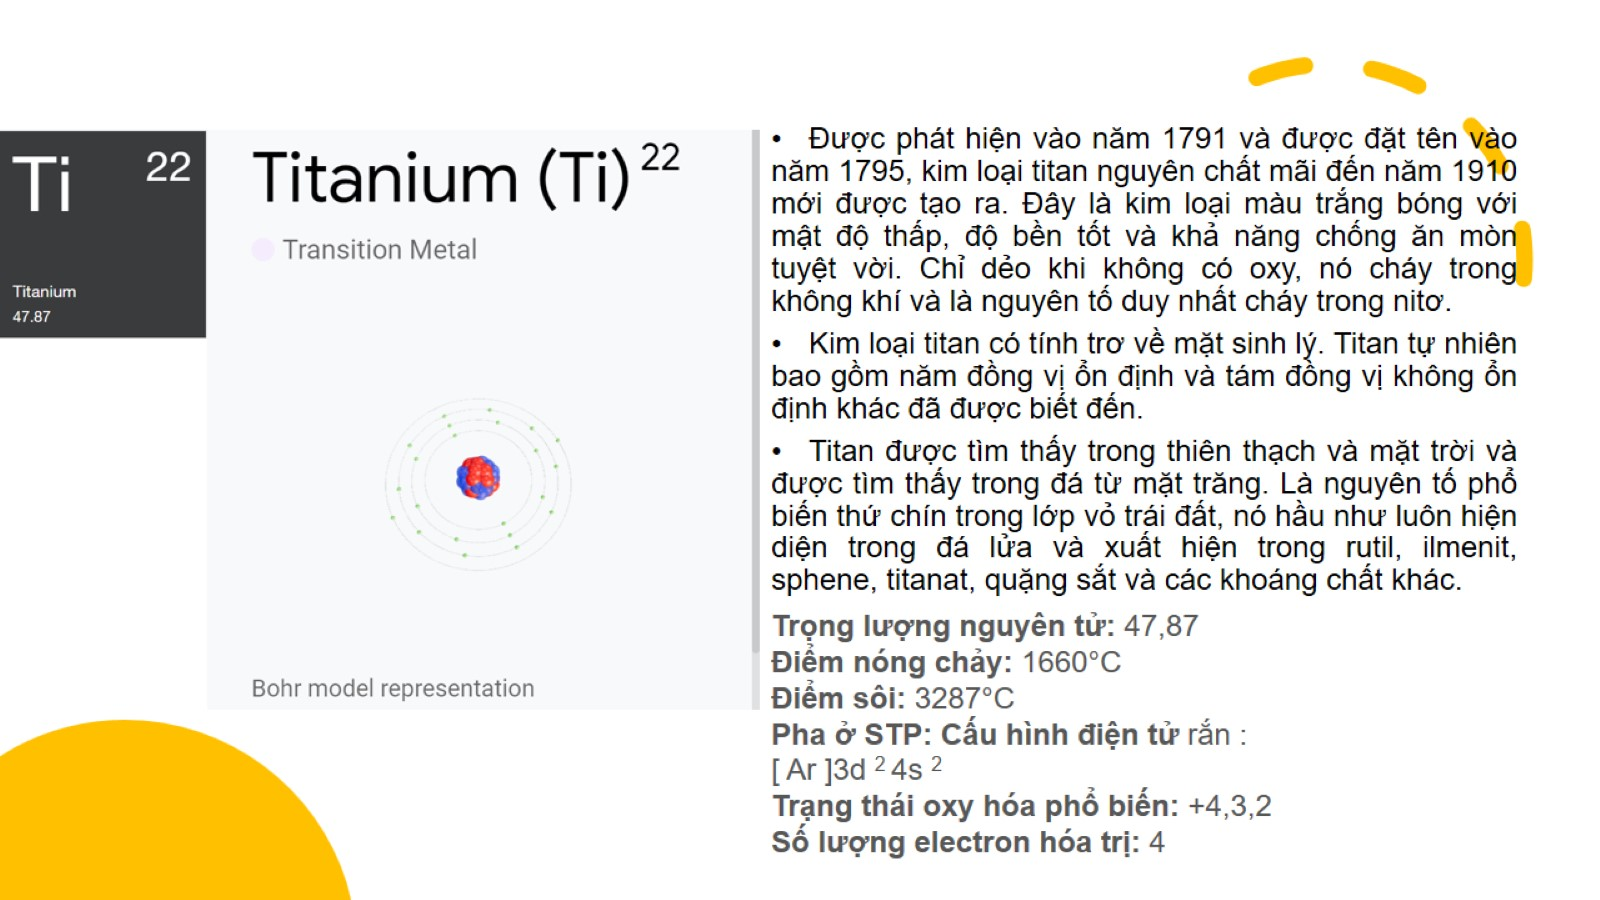 Ti 22
Titanium
47.87
Titanium (Ti) 22
Transition Metal
Bohr model representation
• Được phát hiện vào năm 1791 và được đặt tên vào
năm 1795, kim loại titan nguyên chất mãi đến năm 1910
mới được tạo ra. Đây là kim loại màu trắng bóng với
mật độ thấp, độ bền tốt và khả năng chống ăn mòn
tuyệt vời. Chỉ dẻo khi không có oxy, nó cháy trong
không khí và là nguyên tố duy nhất cháy trong nitơ.
• Kim loại titan có tính trơ về mặt sinh lý. Titan tự nhiên
bao gồm năm đồng vị ổn định và tám đồng vị không ổn
định khác đã được biết đến.
• Titan được tìm thấy trong thiên thạch và mặt trời và
được tìm thấy trong đá từ mặt trăng. Là nguyên tố phổ
biến thứ chín trong lớp vỏ trái đất, nó hầu như luôn hiện
diện trong đá lửa và xuất hiện trong rutil, ilmenit,
sphene, titanat, quặng sắt và các khoáng chất khác.
Trọng lượng nguyên tử: 47,87
Điểm nóng chảy: 1660°C
Điểm sôi: 3287°C
Pha ở STP: Cấu hình điện tử rắn :
[ Ar ]3d 2 4s 2
Trạng thái oxy hóa phổ biến: +4,3,2
Số lượng electron hóa trị: 4